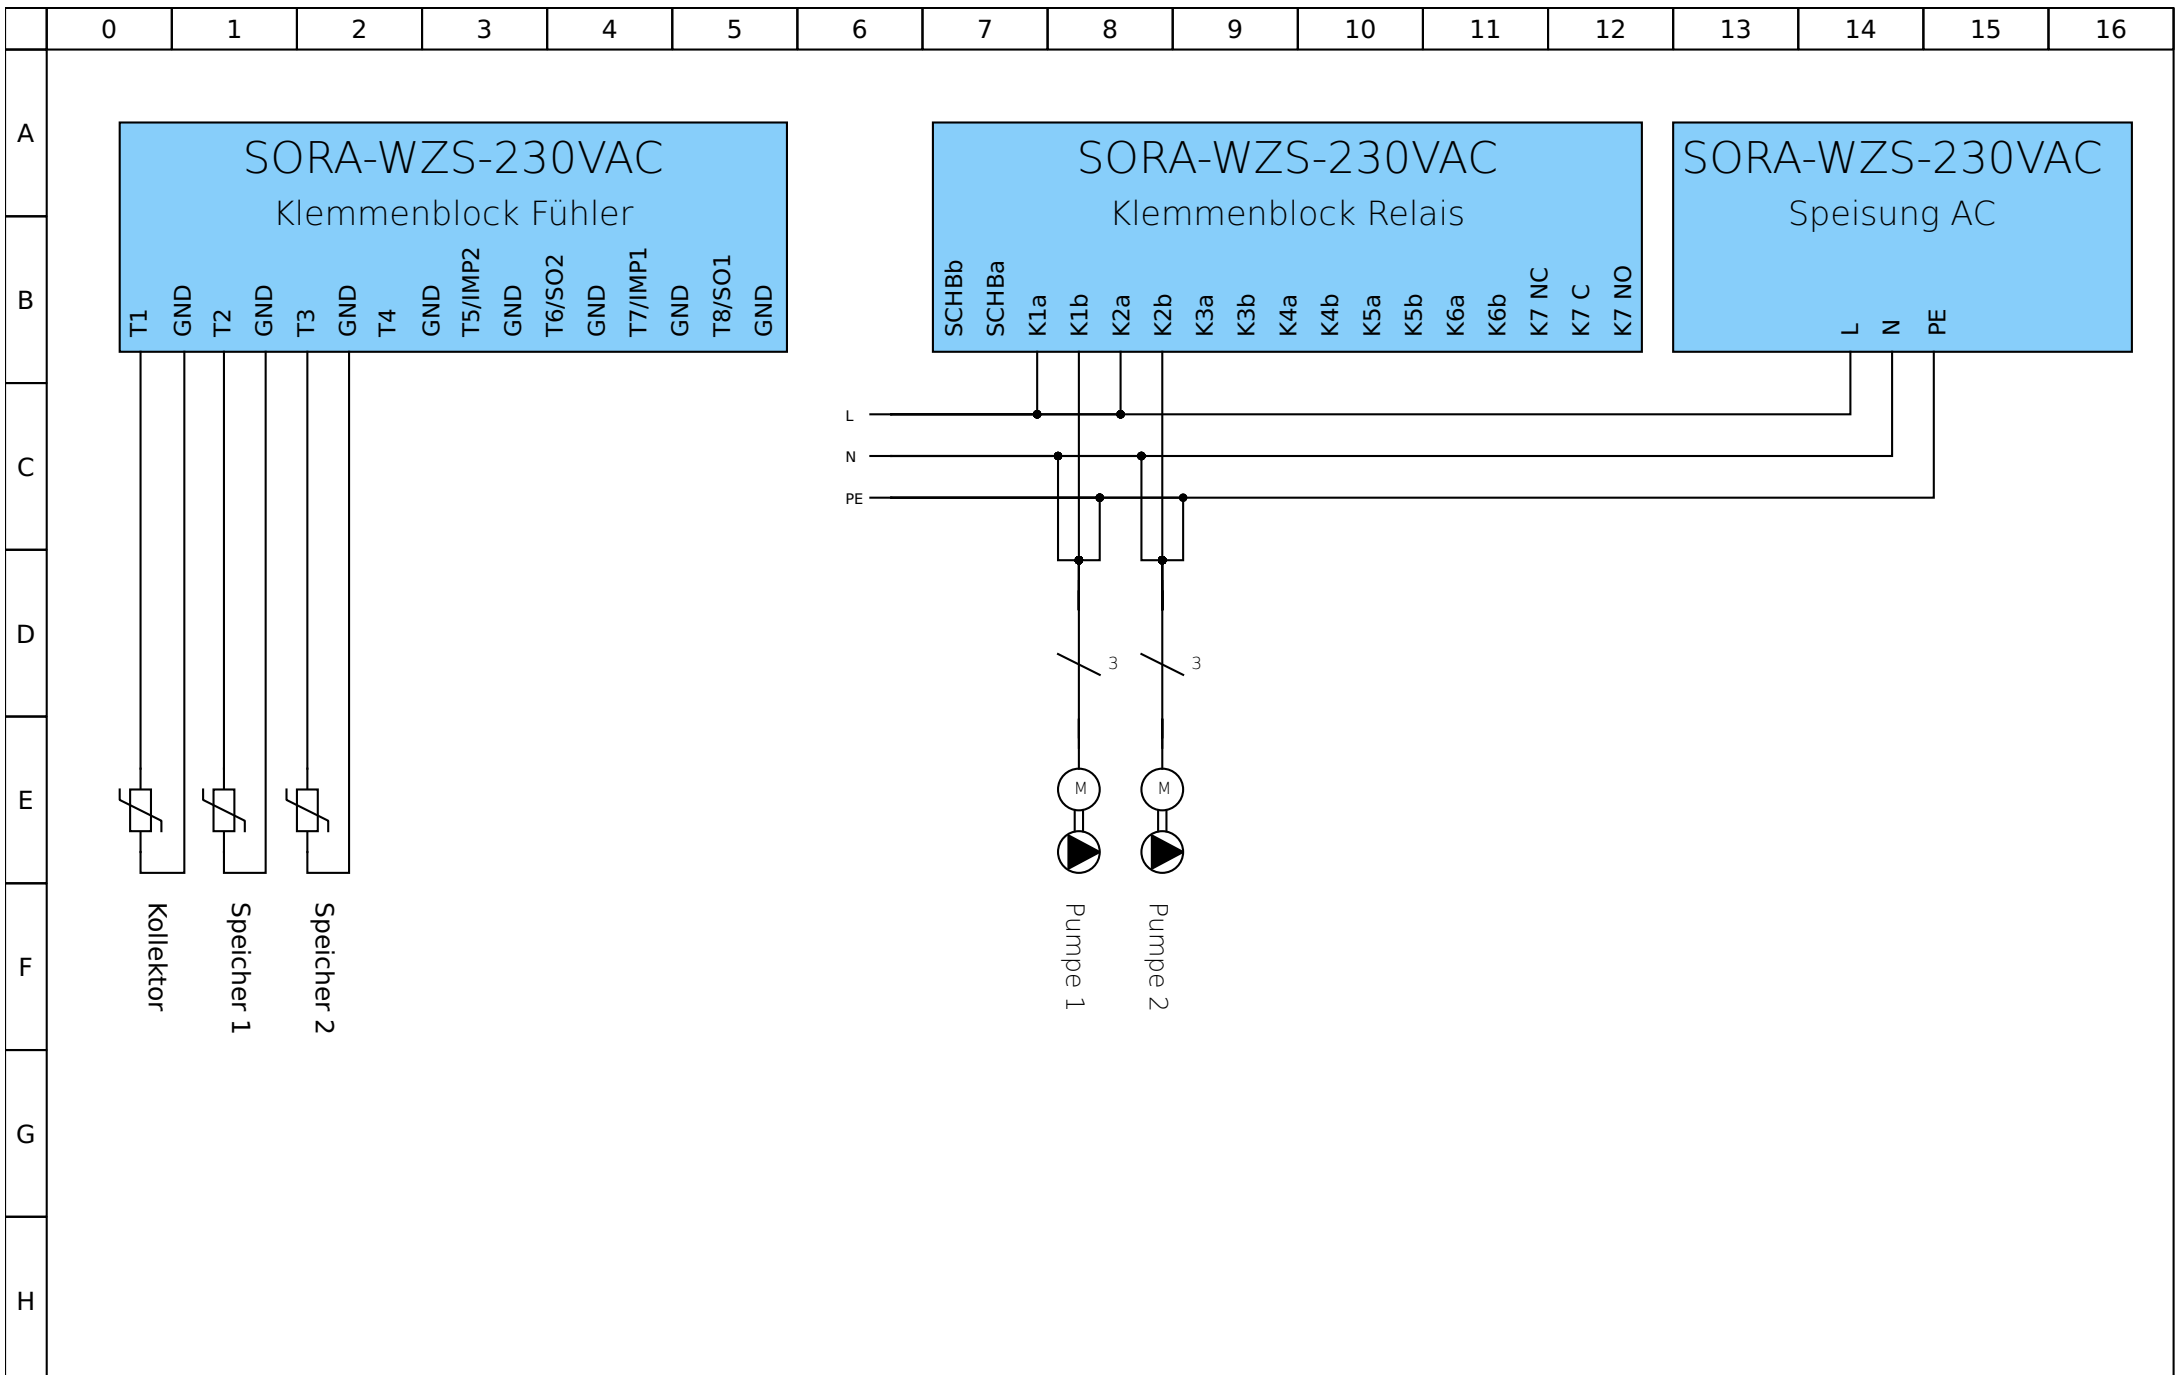 0 1 2 3 4 5 6 7 8 9 10 11 12 13 14 15 16
A
B
C
D
E
F
G
H
SORA-WZS-230VAC
Klemmenblock Fühler
T1 GND T2 GND T3 GND T4 GND T5/IMP2 GND T6/SO2 GND T7/IMP1 GND T8/SO1 GND
SORA-WZS-230VAC
Klemmenblock Relais
SCHBb SCHBa K1a K1b K2a K2b K3a K3b K4a K4b K5a K5b K6a K6b K7 NC K7 C K7 NO
SORA-WZS-230VAC
Speisung AC
L N PE
L
N
PE
3
3
M
M
Kollektor
Speicher 1
Speicher 2
Pumpe 1
Pumpe 2